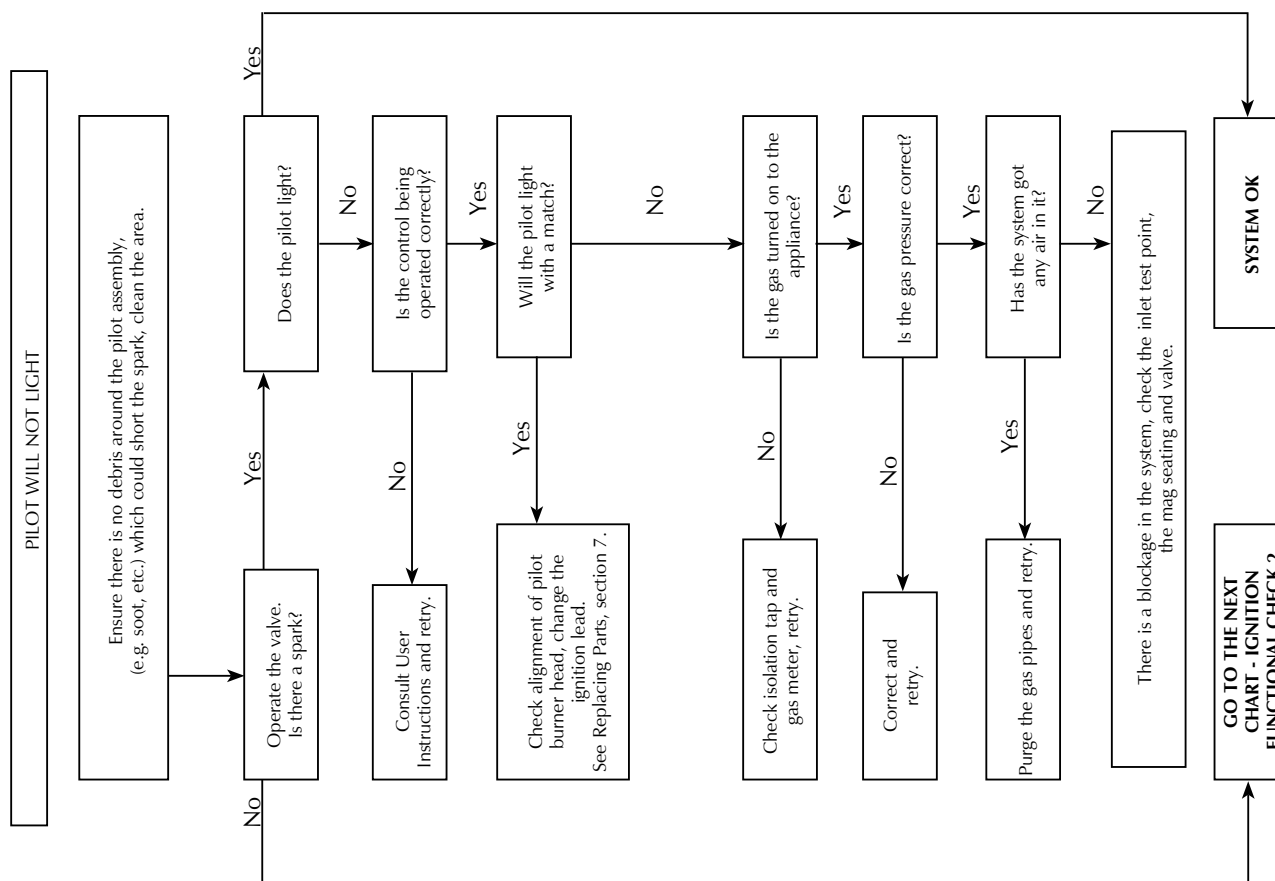 PILOT WILL NOT LIGHT
Ensure there is no debris around the pilot assembly,
(e.g. soot, etc.) which could short the spark, clean the area.
Operate the valve.
Is there a spark?
No
Yes
Does the pilot light?
Yes
No
Is the control being
operated correctly?
No
Consult User
Instructions and retry.
Yes
Will the pilot light
with a match?
Yes
Check alignment of pilot
burner head, change the
ignition lead.
See Replacing Parts, section 7.
No
Is the gas turned on to the
appliance?
No
Check isolation tap and
gas meter, retry.
Yes
Is the gas pressure correct?
No
Correct and
retry.
Yes
Has the system got
any air in it?
Yes
Purge the gas pipes and retry.
No
There is a blockage in the system, check the inlet test point,
the mag seating and valve.
GO TO THE NEXT
CHART - IGNITION
FUNCTIONAL CHECK 2
SYSTEM OK